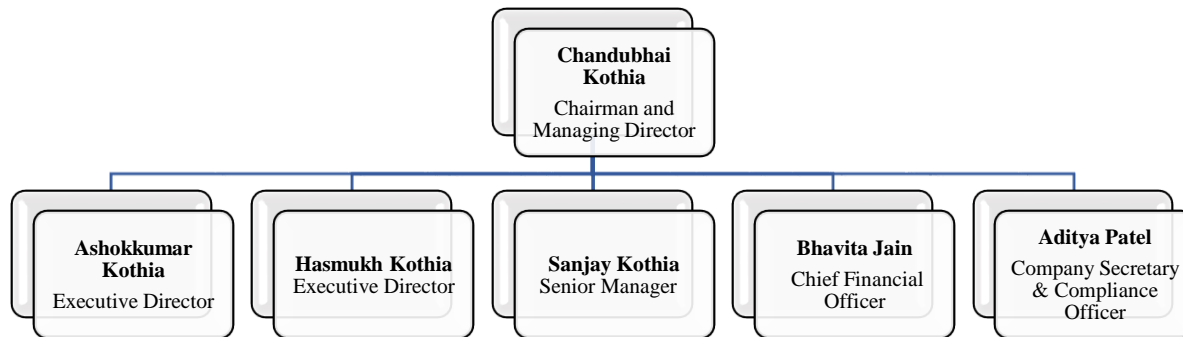 Chandubhai
Kothia
Chairman and
Managing Director
Ashokkumar
Kothia
Executive Director
Hasmukh Kothia
Executive Director
Sanjay Kothia
Senior Manager
Bhavita Jain
Chief Financial
Officer
Aditya Patel
Company Secretary
& Compliance
Officer